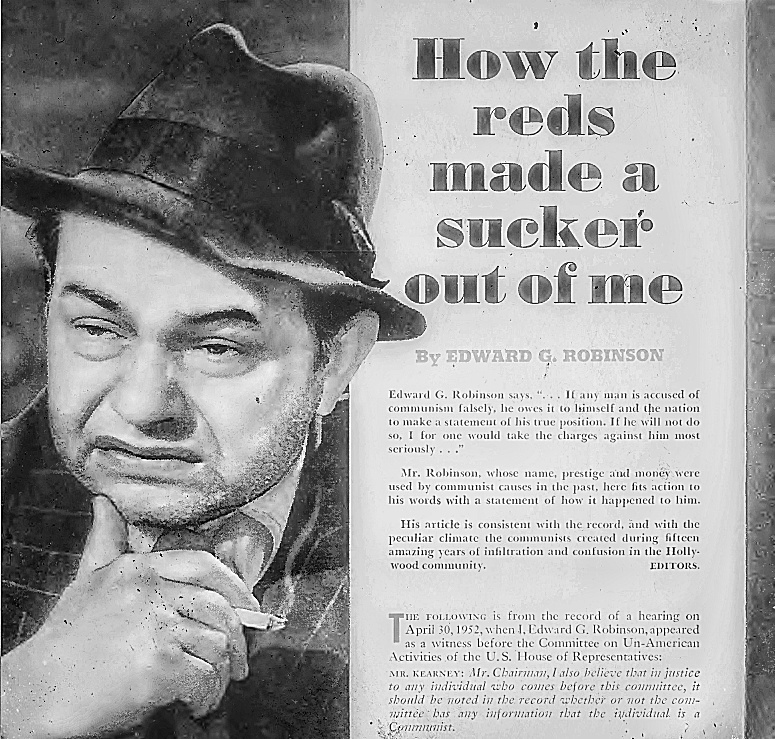 How the
reds
made a
sucker
out of me
By EDWARD G. ROBINSON
Edward G. Robinson says, ". . . If any man is accused of
communism falsely, he owes it to himself and the nation
to make a statement of his true position. If he will not do
so, I for one would take the charges against him most
seriously . . ."
Mr. Robinson, whose name, prestige and money were
used by communist causes in the past, here fits action to
his words with a statement of how it happened to him.
His article is consistent with the record, and with the
peculiar climate the communists created during fifteen
amazing years of infiltration and confusion in the Holly-
wood community. EDITORS.
THE FOLLOWING is from the record of a hearing on
April 30, 1952, when I, Edward G. Robinson, appeared
as a witness before the Committee on Un-American
Activities of the U. S. House of Representatives:
MR. KEARNEY: Mr. Chairman, I also believe that in justice
to any individual who comes before this committee, it
should be noted in the record whether or not the com-
mittee has any information that the individual is a
Communist.